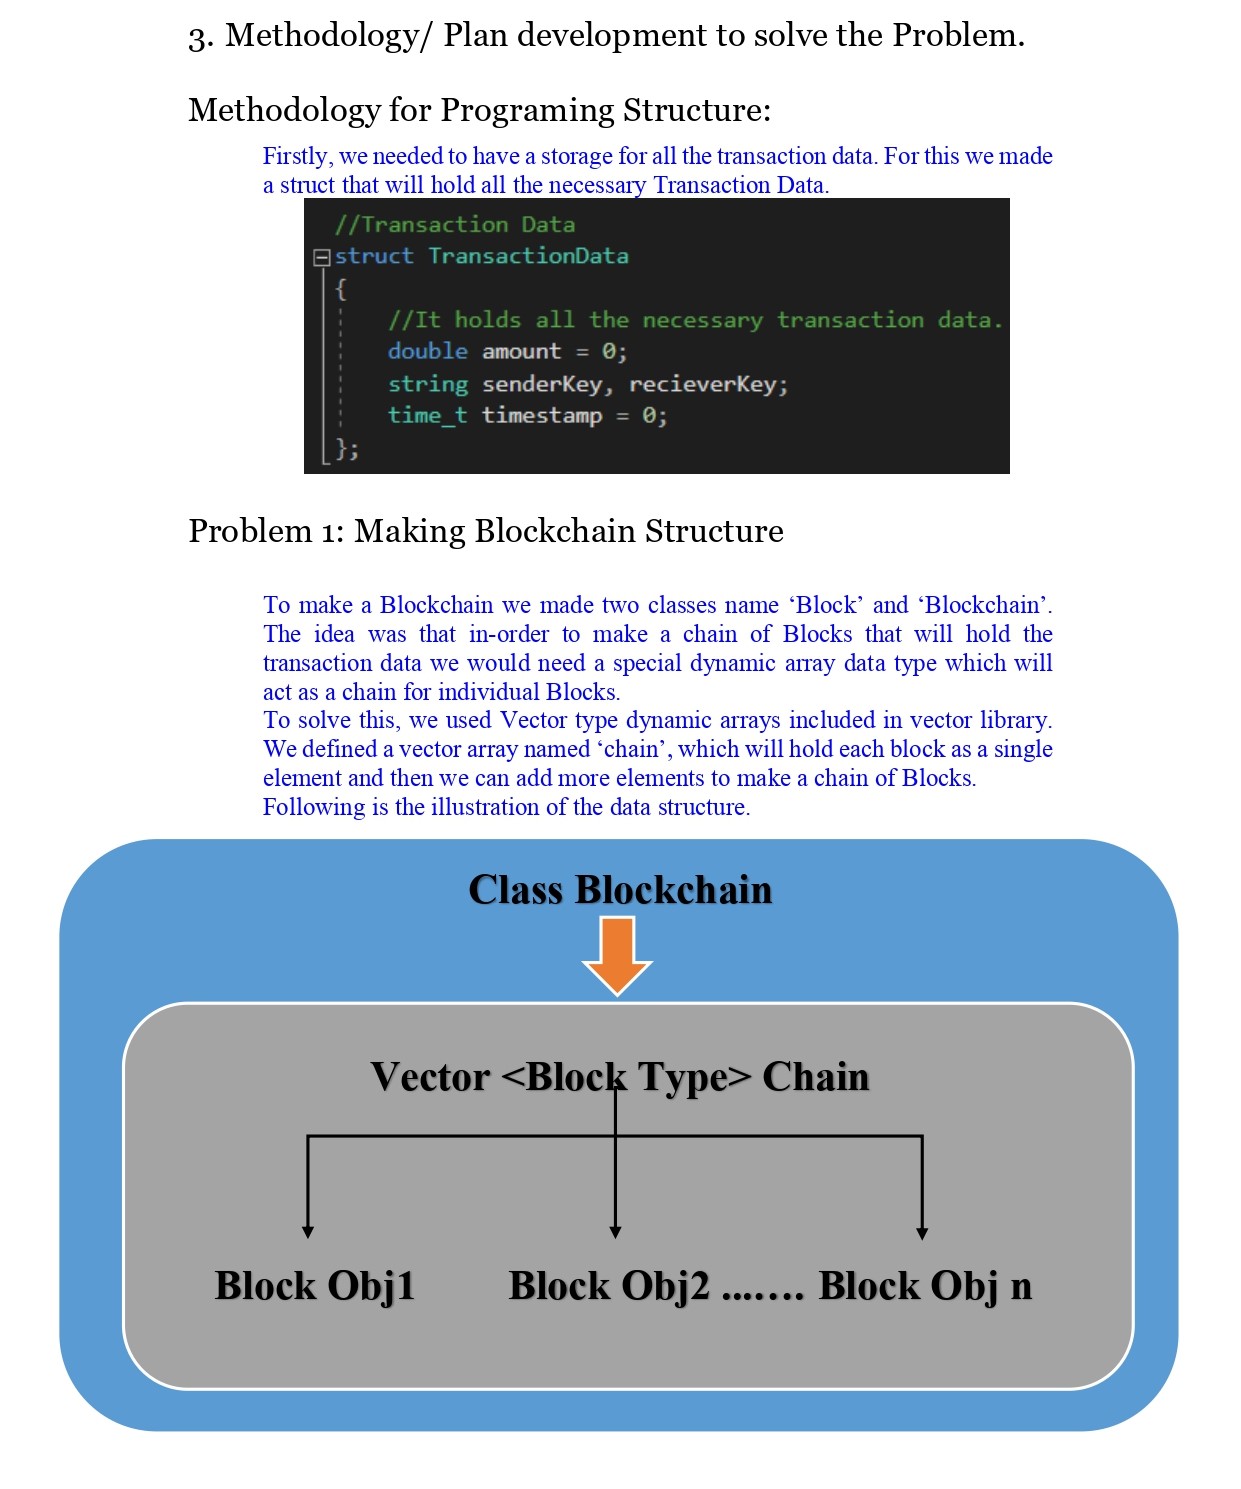 3. Methodology/ Plan development to solve the Problem.
Methodology for Programing Structure:
Firstly, we needed to have a storage for all the transaction data. For this we made
a struct that will hold all the necessary Transaction Data.
//Transaction Data
struct TransactionData
{
//It holds all the necessary transaction data.
double amount = 0;
string senderKey, recieverKey;
time_t timestamp = 0;
};
Problem 1: Making Blockchain Structure
To make a Blockchain we made two classes name ‘Block’ and ‘Blockchain’.
The idea was that in-order to make a chain of Blocks that will hold the
transaction data we would need a special dynamic array data type which will
act as a chain for individual Blocks.
To solve this, we used Vector type dynamic arrays included in vector library.
We defined a vector array named ‘chain’, which will hold each block as a single
element and then we can add more elements to make a chain of Blocks.
Following is the illustration of the data structure.
Class Blockchain
Vector <Block Type> Chain
Block Obj1 Block Obj2 ....... Block Obj n